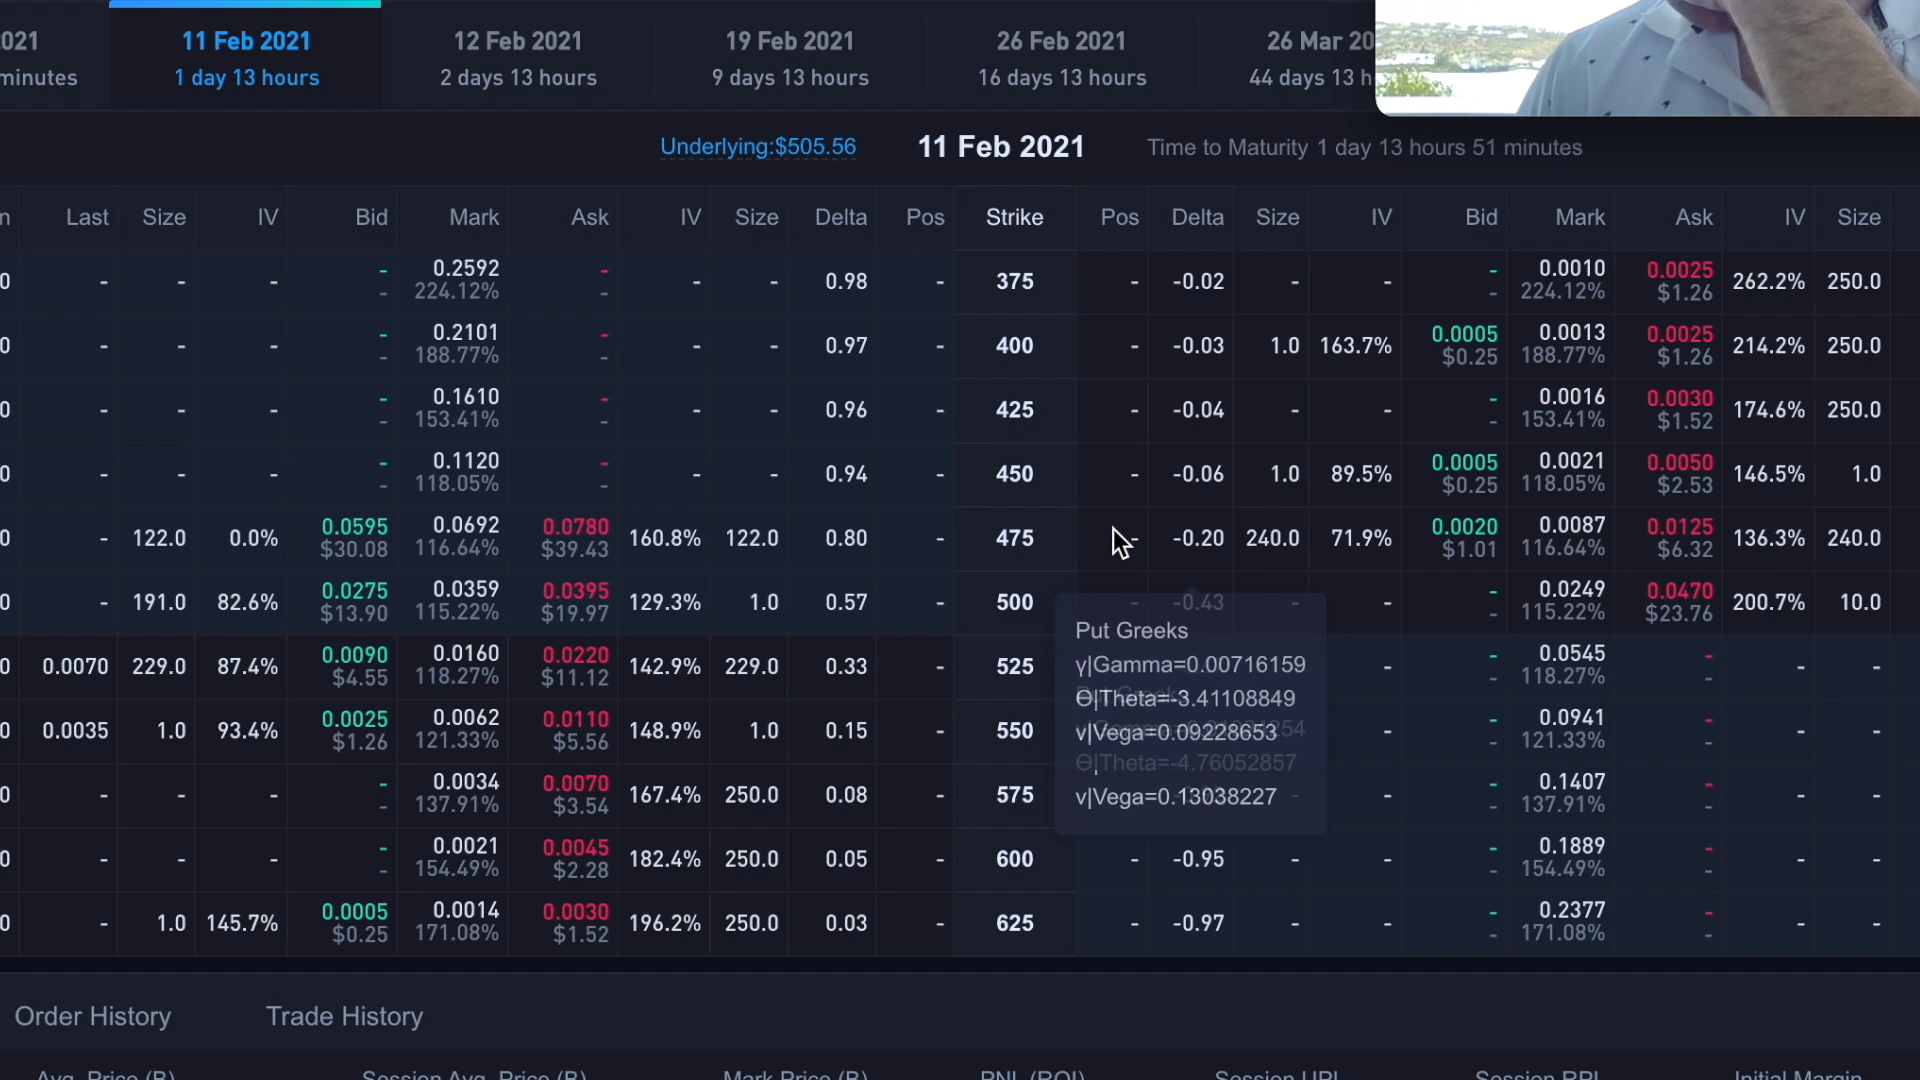 021 11 Feb 2021 12 Feb 2021 19 Feb 2021 26 Feb 2021 26 Mar 20
minutes 1 day 13 hours 2 days 13 hours 9 days 13 hours 16 days 13 hours 44 days 13 h
Underlying:$505.56 11 Feb 2021 Time to Maturity 1 day 13 hours 51 minutes
n Last Size IV Bid Mark Ask IV Size Delta Pos Strike Pos Delta Size IV Bid Mark Ask IV Size
0 - - - - 0.2592 - - - 0.98 - 375 - -0.02 - - - 0.0010 0.0025 262.2% 250.0
- 224.12% - - 224.12% $1.26
0 - - - - 0.2101 - - - 0.97 - 400 - -0.03 1.0 163.7% 0.0005 0.0013 0.0025 214.2% 250.0
- 188.77% - $0.25 188.77% $1.26
0 - - - - 0.1610 - - - 0.96 - 425 - -0.04 - - - 0.0016 0.0030 174.6% 250.0
- 153.41% - - 153.41% $1.52
0 - - - - 0.1120 - - - 0.94 - 450 - -0.06 1.0 89.5% 0.0005 0.0021 0.0050 146.5% 1.0
- 118.05% - $0.25 118.05% $2.53
0 - 122.0 0.0% 0.0595 0.0692 0.0780 160.8% 122.0 0.80 - 475 - -0.20 240.0 71.9% 0.0020 0.0087 0.0125 136.3% 240.0
$30.08 116.64% $39.43 $1.01 116.64% $6.32
0 - 191.0 82.6% 0.0275 0.0359 0.0395 129.3% 1.0 0.57 - 500 - -0.43 - - - 0.0249 0.0470 200.7% 10.0
$13.90 115.22% $19.97 - 115.22% $23.76
0 0.0070 229.0 87.4% 0.0090 0.0160 0.0220 142.9% 229.0 0.33 - 525 - - 0.0545 - - -
$4.55 118.27% $11.12 - 118.27% -
0 0.0035 1.0 93.4% 0.0025 0.0062 0.0110 148.9% 1.0 0.15 - 550 - - 0.0941 - - -
$1.26 121.33% $5.56 - 121.33% -
0 - - - - 0.0034 0.0070 167.4% 250.0 0.08 - 575 - - - 0.1407 - - -
- 137.91% $3.54 - 137.91% -
0 - - - - 0.0021 0.0045 182.4% 250.0 0.05 - 600 - -0.95 - - - 0.1889 - - -
- 154.49% $2.28 - 154.49% -
0 - 1.0 145.7% 0.0005 0.0014 0.0030 196.2% 250.0 0.03 - 625 - -0.97 - - - 0.2377 - - -
$0.25 171.08% $1.52 - 171.08% -
Put Greeks
γ|Gamma=0.00716159
Θ|Theta=-3.41108849
v|Vega=0.09228653
Θ|Theta=-4.76052857
v|Vega=0.13038227
Order History Trade History
Avg. Price (B) Session Avg. Price (B) Mark Price (B) PNL (ROI) Session UPL Session RPL Initial Margin